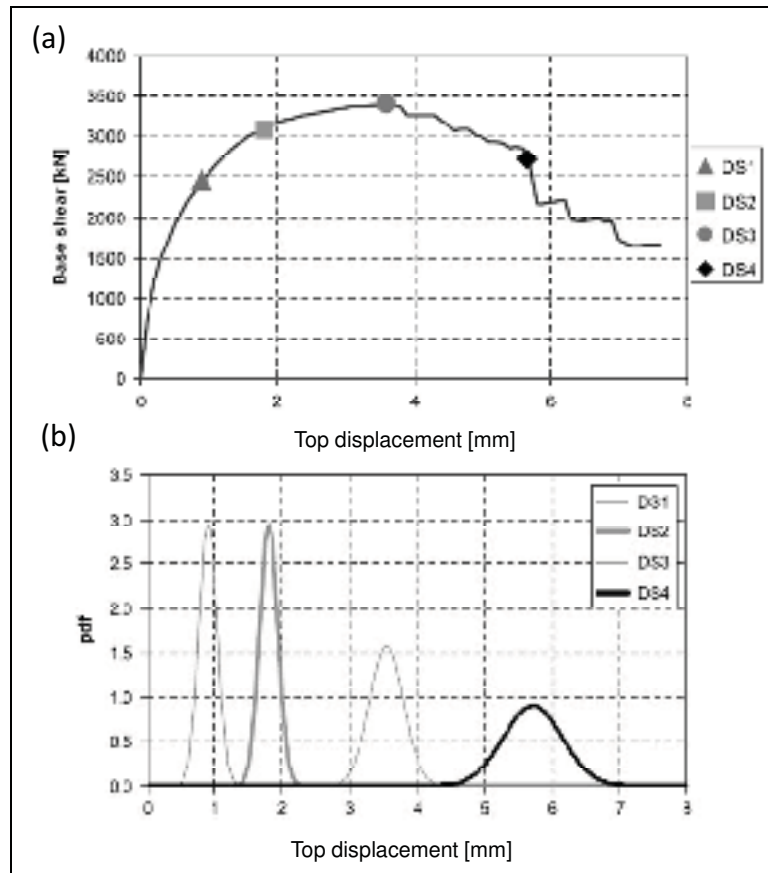 (a)
4000
3500
3000
2500
2000
1500
1000
500
0
Base shear [kN]
0 2 4 6 8
Top displacement [mm]
DS1
DS2
DS3
DS4
(b)
3.5
3.0
2.5
2.0
1.5
1.0
0.5
0.0
pdf
0 1 2 3 4 5 6 7 8
Top displacement [mm]
DS1
DS2
DS3
DS4